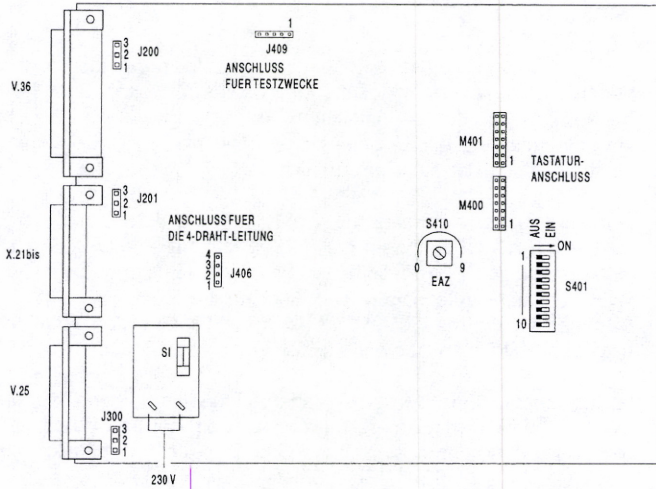 1
J409
ANSCHLUSS
FUER TESTZWECKE
3
2
1
J200
V.36
M401
1
TASTATUR-
ANSCHLUSS
M400
1
3
2
1
J201
ANSCHLUSS FUER
DIE 4-DRAHT-LEITUNG
4
3
2
1
J406
X.21bis
S410
0
9
EAZ
AUS
EIN
ON
1
10
S401
SI
V.25
J300
3
2
1
230 V